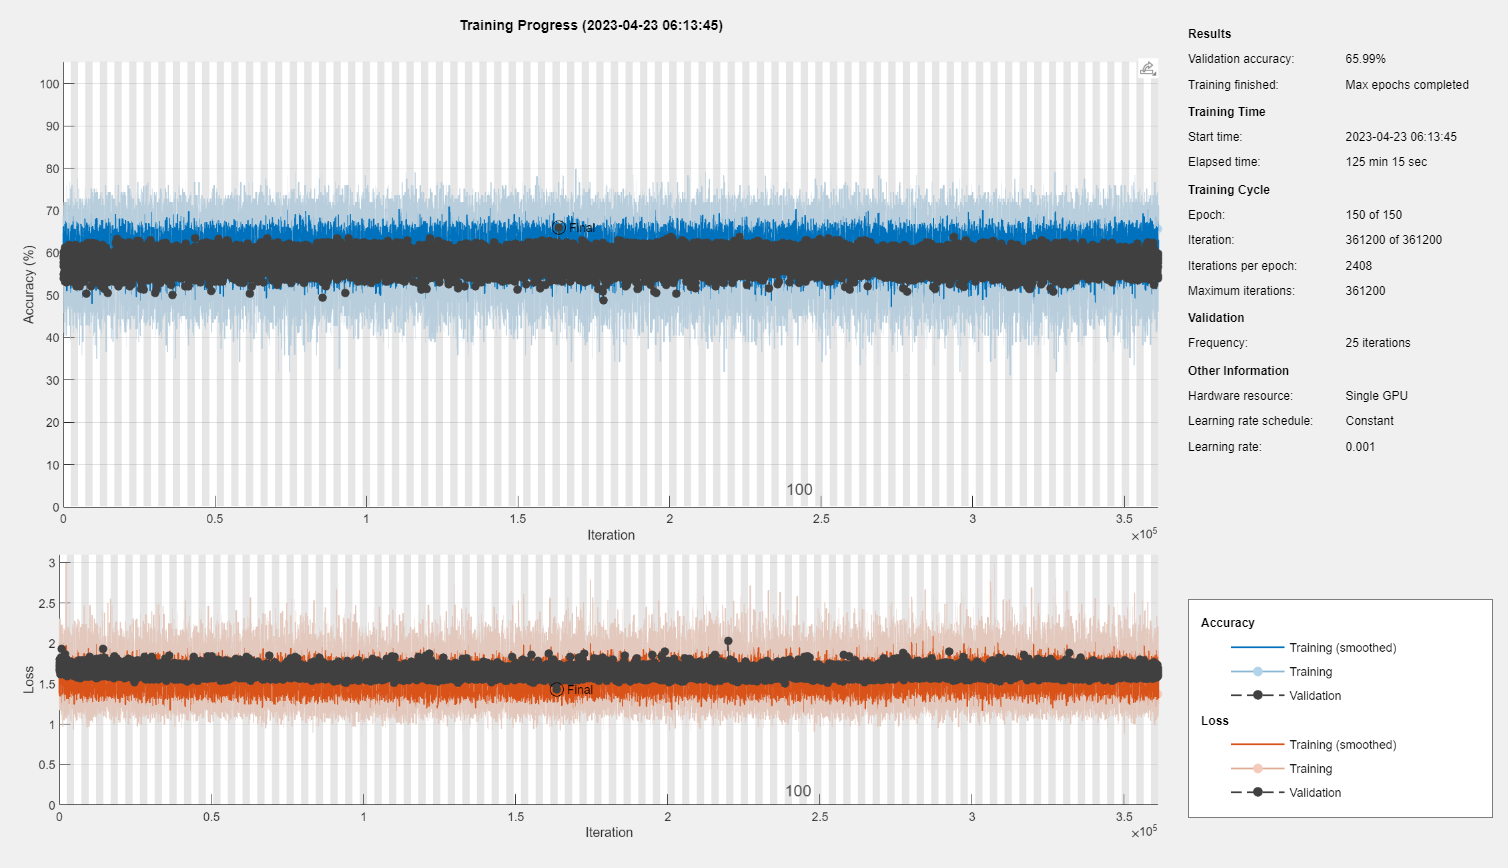 Training Progress (2023-04-23 06:13:45)
Accuracy (%)
100
90
80
70
60
50
40
30
20
10
0
Final
100
0 0.5 1 1.5 2 2.5 3 3.5
Iteration
×10^5
Loss
3
2.5
2
1.5
1
0.5
0
Final
100
0 0.5 1 1.5 2 2.5 3 3.5
Iteration
×10^5
Results
Validation accuracy: 65.99%
Training finished: Max epochs completed
Training Time
Start time: 2023-04-23 06:13:45
Elapsed time: 125 min 15 sec
Training Cycle
Epoch: 150 of 150
Iteration: 361200 of 361200
Iterations per epoch: 2408
Maximum iterations: 361200
Validation
Frequency: 25 iterations
Other Information
Hardware resource: Single GPU
Learning rate schedule: Constant
Learning rate: 0.001
Accuracy
Training (smoothed)
Training
Validation
Loss
Training (smoothed)
Training
Validation